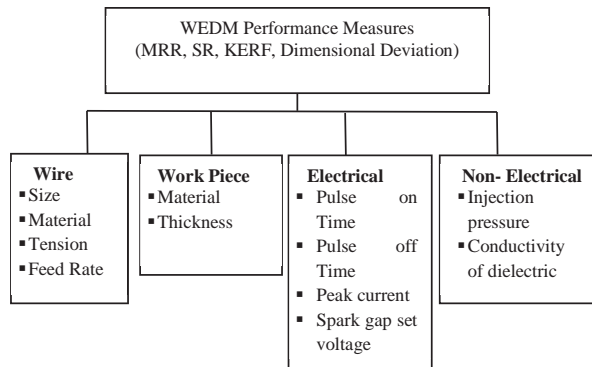 WEDM Performance Measures
(MRR, SR, KERF, Dimensional Deviation)
Wire
▪ Size
▪ Material
▪ Tension
▪ Feed Rate
Work Piece
▪ Material
▪ Thickness
Electrical
▪ Pulse on
Time
▪ Pulse off
Time
▪ Peak current
▪ Spark gap set
voltage
Non- Electrical
▪ Injection
pressure
▪ Conductivity
of dielectric